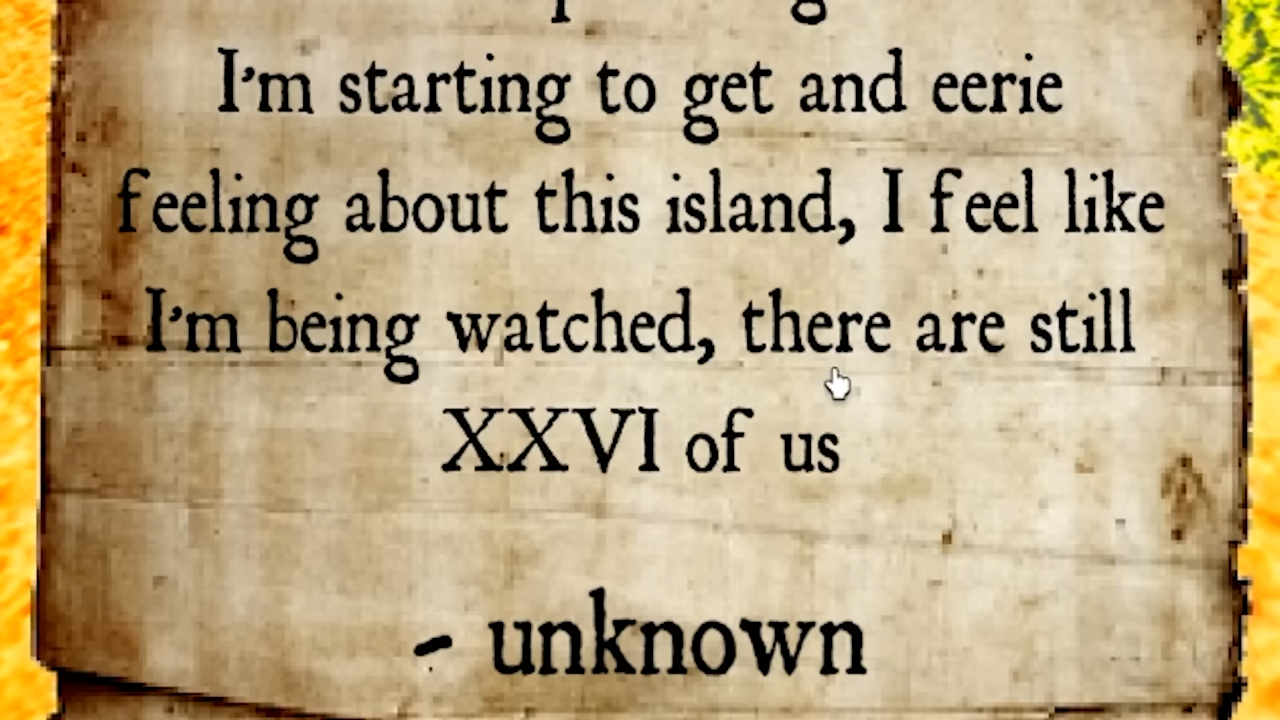 I'm starting to get and eerie
feeling about this island, I feel like
I'm being watched, there are still
XXVI of us
- unknown